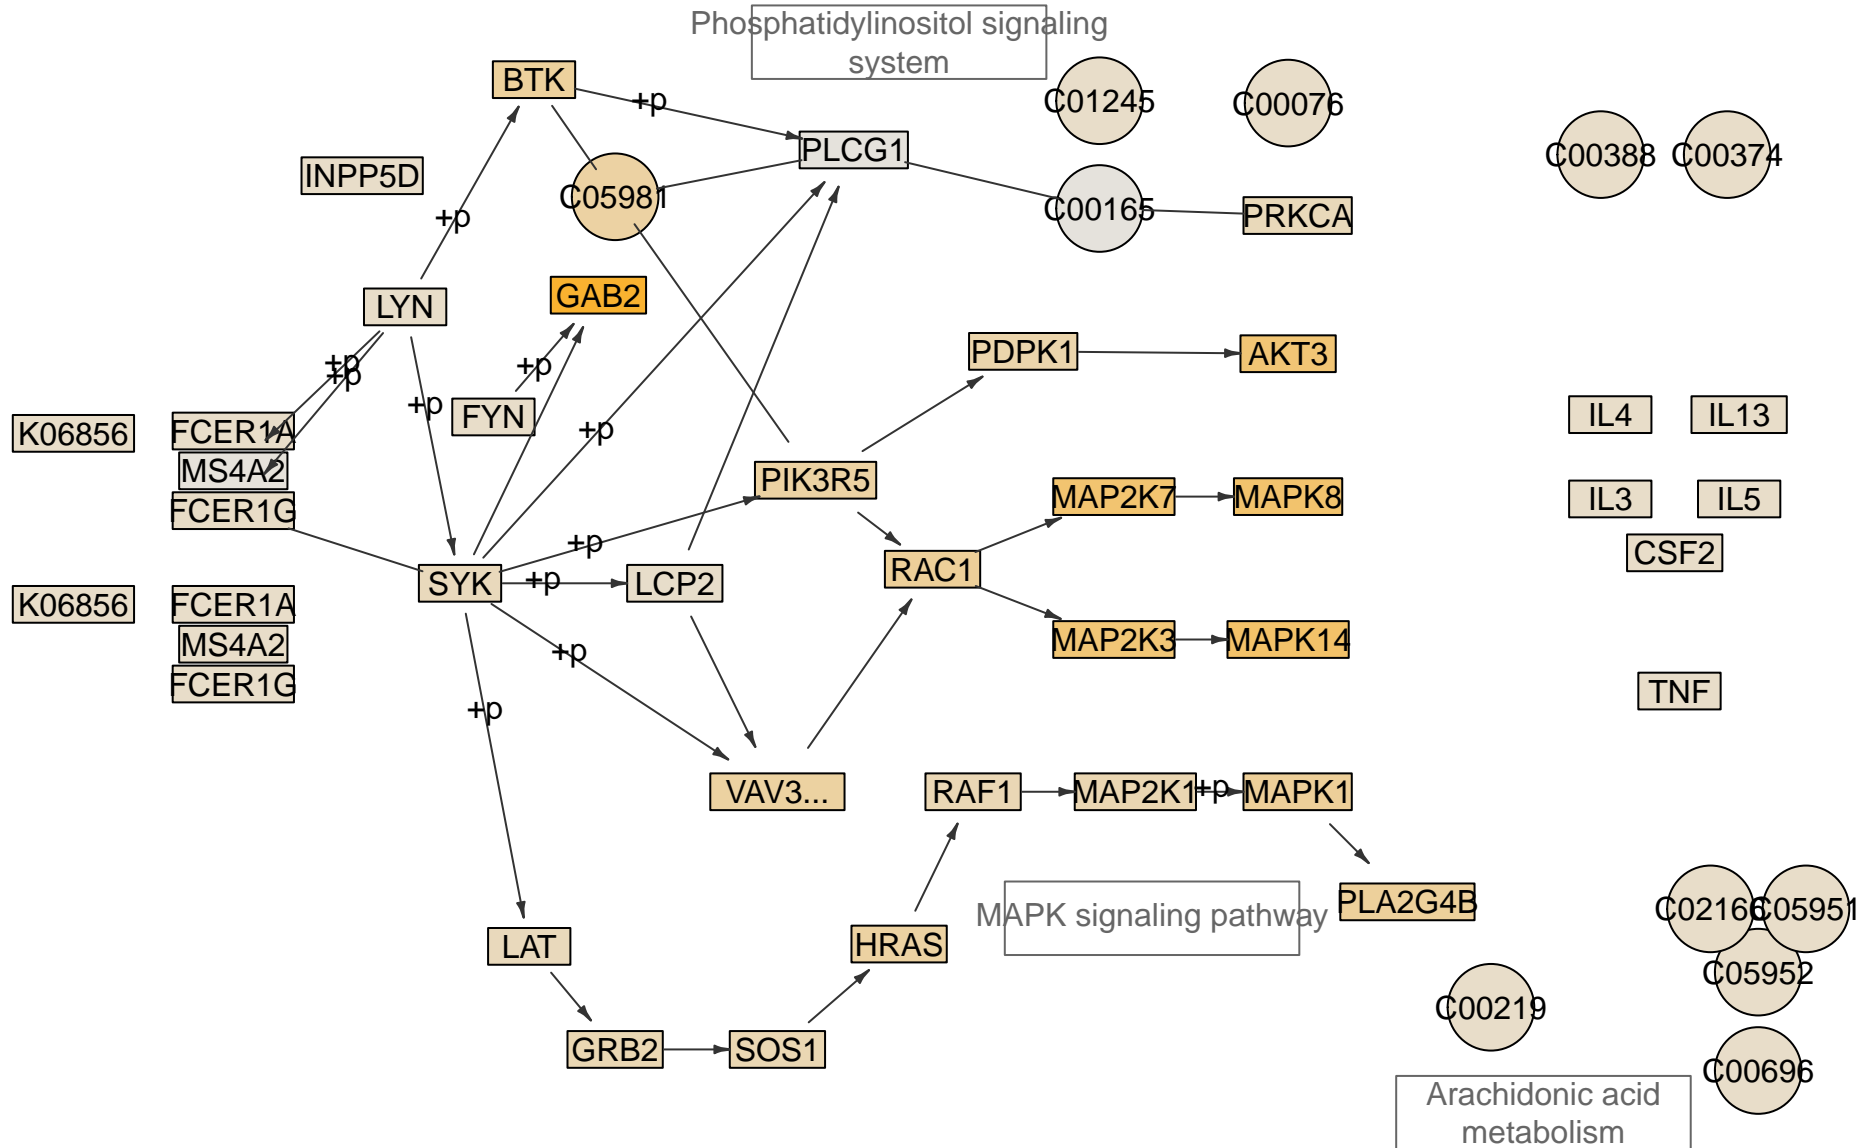 Phosphatidylinositol signaling
system
BTK
+p
C01245
C00076
PLCG1
C00388
C00374
INPP5D
C05981
C00165
PRKCA
+p
LYN
GAB2
PDPK1
AKT3
+p
+p
+p
+p
FYN
IL4
IL13
K06856
FCER1A
+p
MS4A2
PIK3R5
MAP2K7
MAPK8
IL3
IL5
FCER1G
+p
CSF2
SYK
+p
LCP2
RAC1
K06856
FCER1A
MS4A2
+p
MAP2K3
MAPK14
FCER1G
TNF
+p
VAV3...
RAF1
MAP2K1
+p
MAPK1
MAPK signaling pathway
PLA2G4B
C02166
C05951
LAT
HRAS
C05952
C00219
GRB2
SOS1
C00696
Arachidonic acid
metabolism